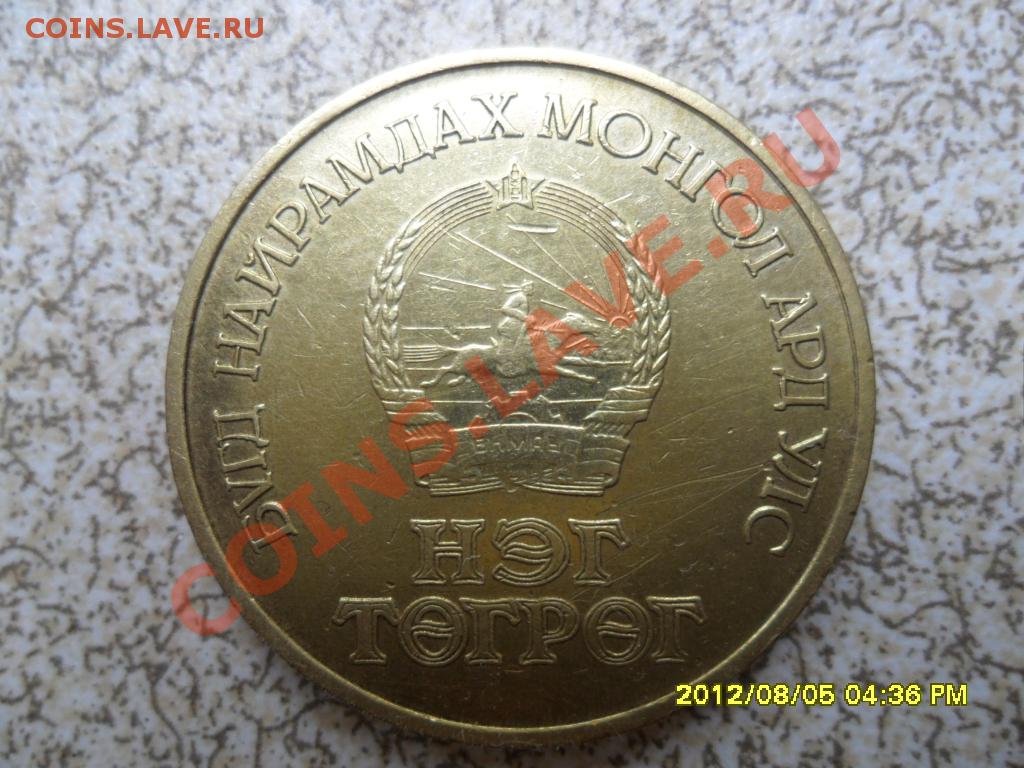 COINS.LAVE.RU
БҮГД НАЙРАМДАХ МОНГОЛ АРД УЛС
БНМАУ
НЭГ
ТӨГРӨГ
COINS.LAVE.RU
2012/08/05 04:36 PM